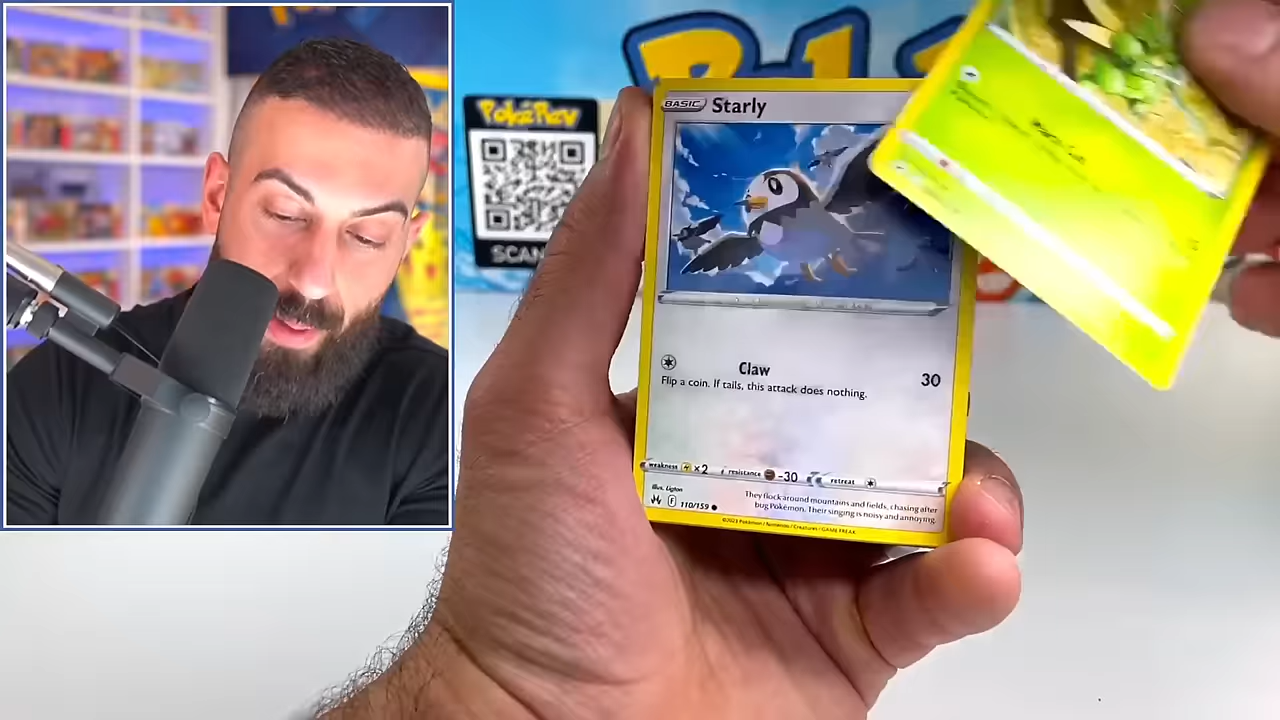 PokéRev
SCAN
BASIC Starly
Claw 30
Flip a coin. If tails, this attack does nothing.
weakness ×2 resistance -30 retreat
Illus. Ligton
F 110/159
They flock around mountains and fields, chasing after
bug Pokémon. Their singing is noisy and annoying.
©2023 Pokémon / Nintendo / Creatures / GAME FREAK